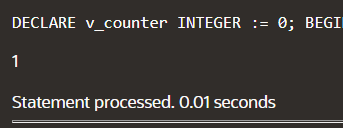 DECLARE v_counter INTEGER := 0; BEGI
1
Statement processed. 0.01 seconds